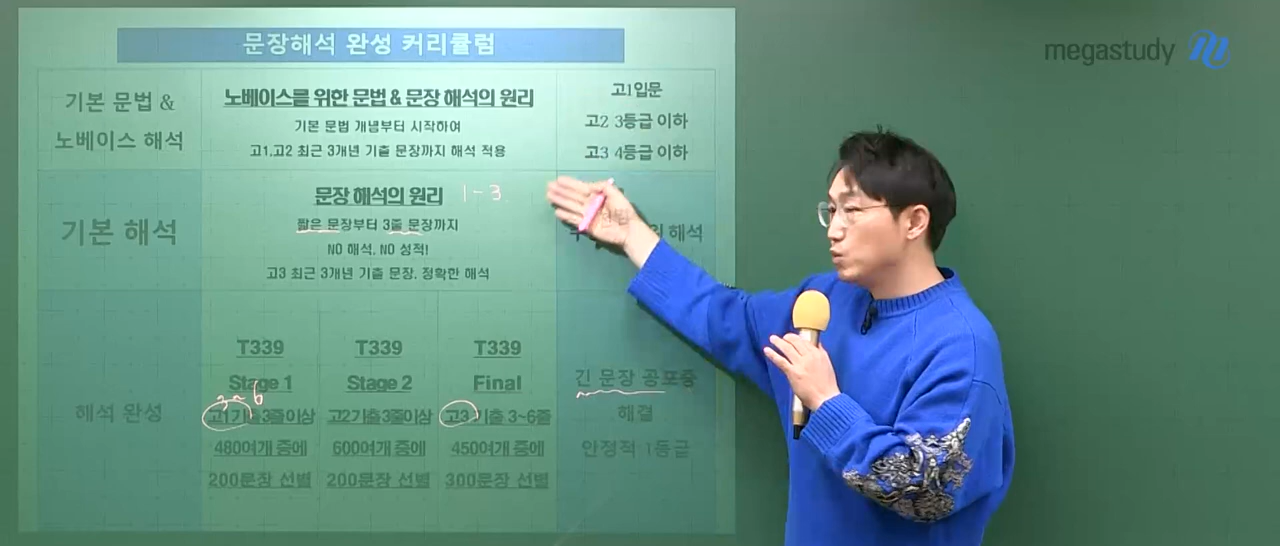 문장해석 완성 커리큘럼
megastudy
기본 문법 &
노베이스 해석
노베이스를 위한 문법 & 문장 해석의 원리
기본 문법 개념부터 시작하여
고1,고2 최근 3개년 기출 문장까지 해석 적용
고1입문
고2 3등급 이하
고3 4등급 이하
기본 해석
문장 해석의 원리 1-3.
짧은 문장부터 3줄 문장까지
NO 해석, NO 성적!
고3 최근 3개년 기출 문장, 정확한 해석
해석
해석 완성
T339
Stage 1
3~6
고1기출3줄이상
480여개 중에
200문장 선별
T339
Stage 2
고2기출3줄이상
600여개 중에
200문장 선별
T339
Final
고3 기출 3~6줄
450여개 중에
300문장 선별
긴 문장 공포증
해결
안정적 1등급